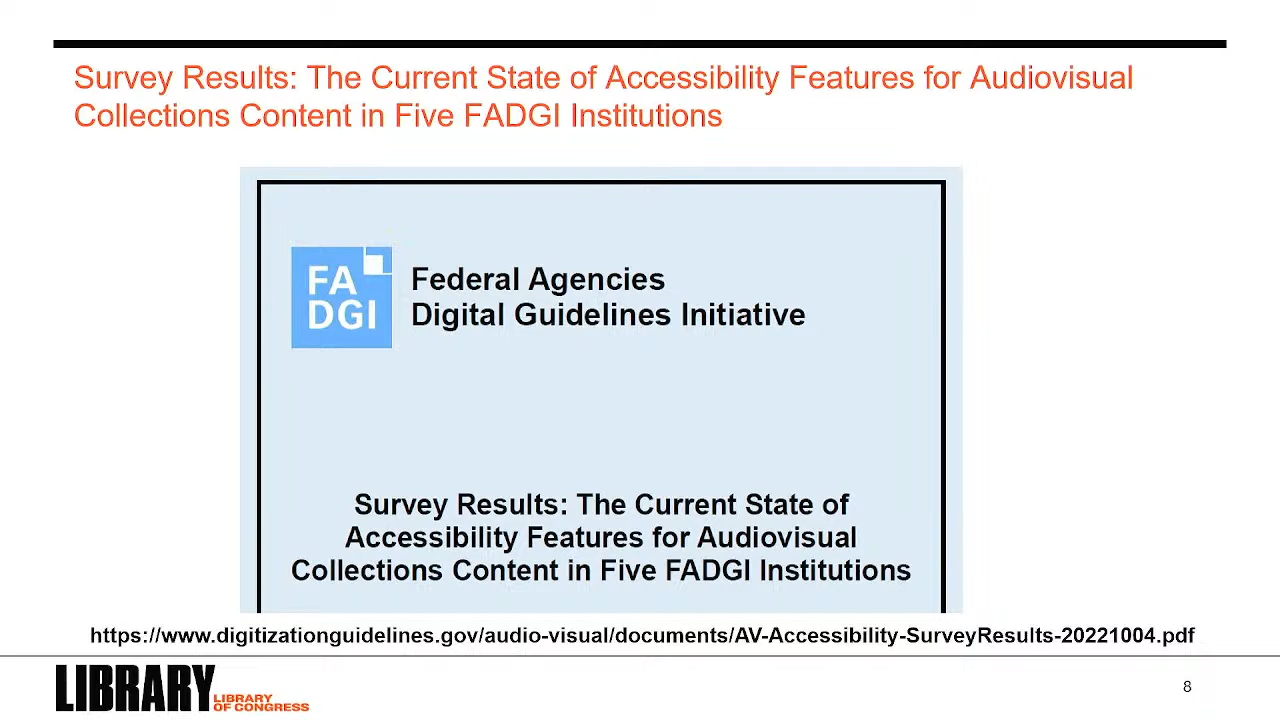 Survey Results: The Current State of Accessibility Features for Audiovisual
Collections Content in Five FADGI Institutions
FA
DGI
Federal Agencies
Digital Guidelines Initiative
Survey Results: The Current State of
Accessibility Features for Audiovisual
Collections Content in Five FADGI Institutions
https://www.digitizationguidelines.gov/audio-visual/documents/AV-Accessibility-SurveyResults-20221004.pdf
LIBRARY
LIBRARY
OF CONGRESS
8